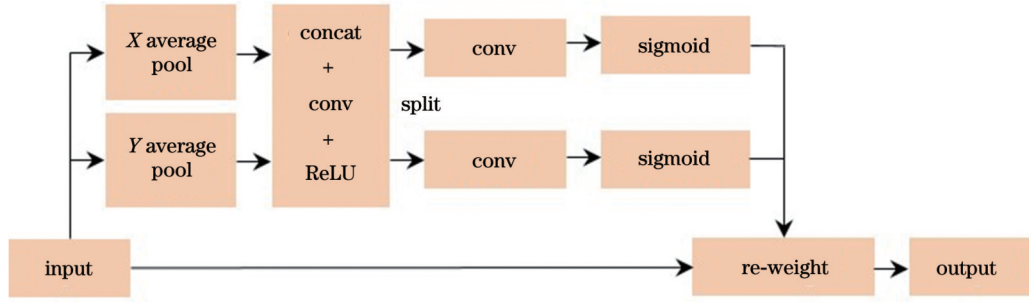 X average
pool
concat
+
conv
+
ReLU
conv
sigmoid
split
Y average
pool
conv
sigmoid
input
re-weight
output